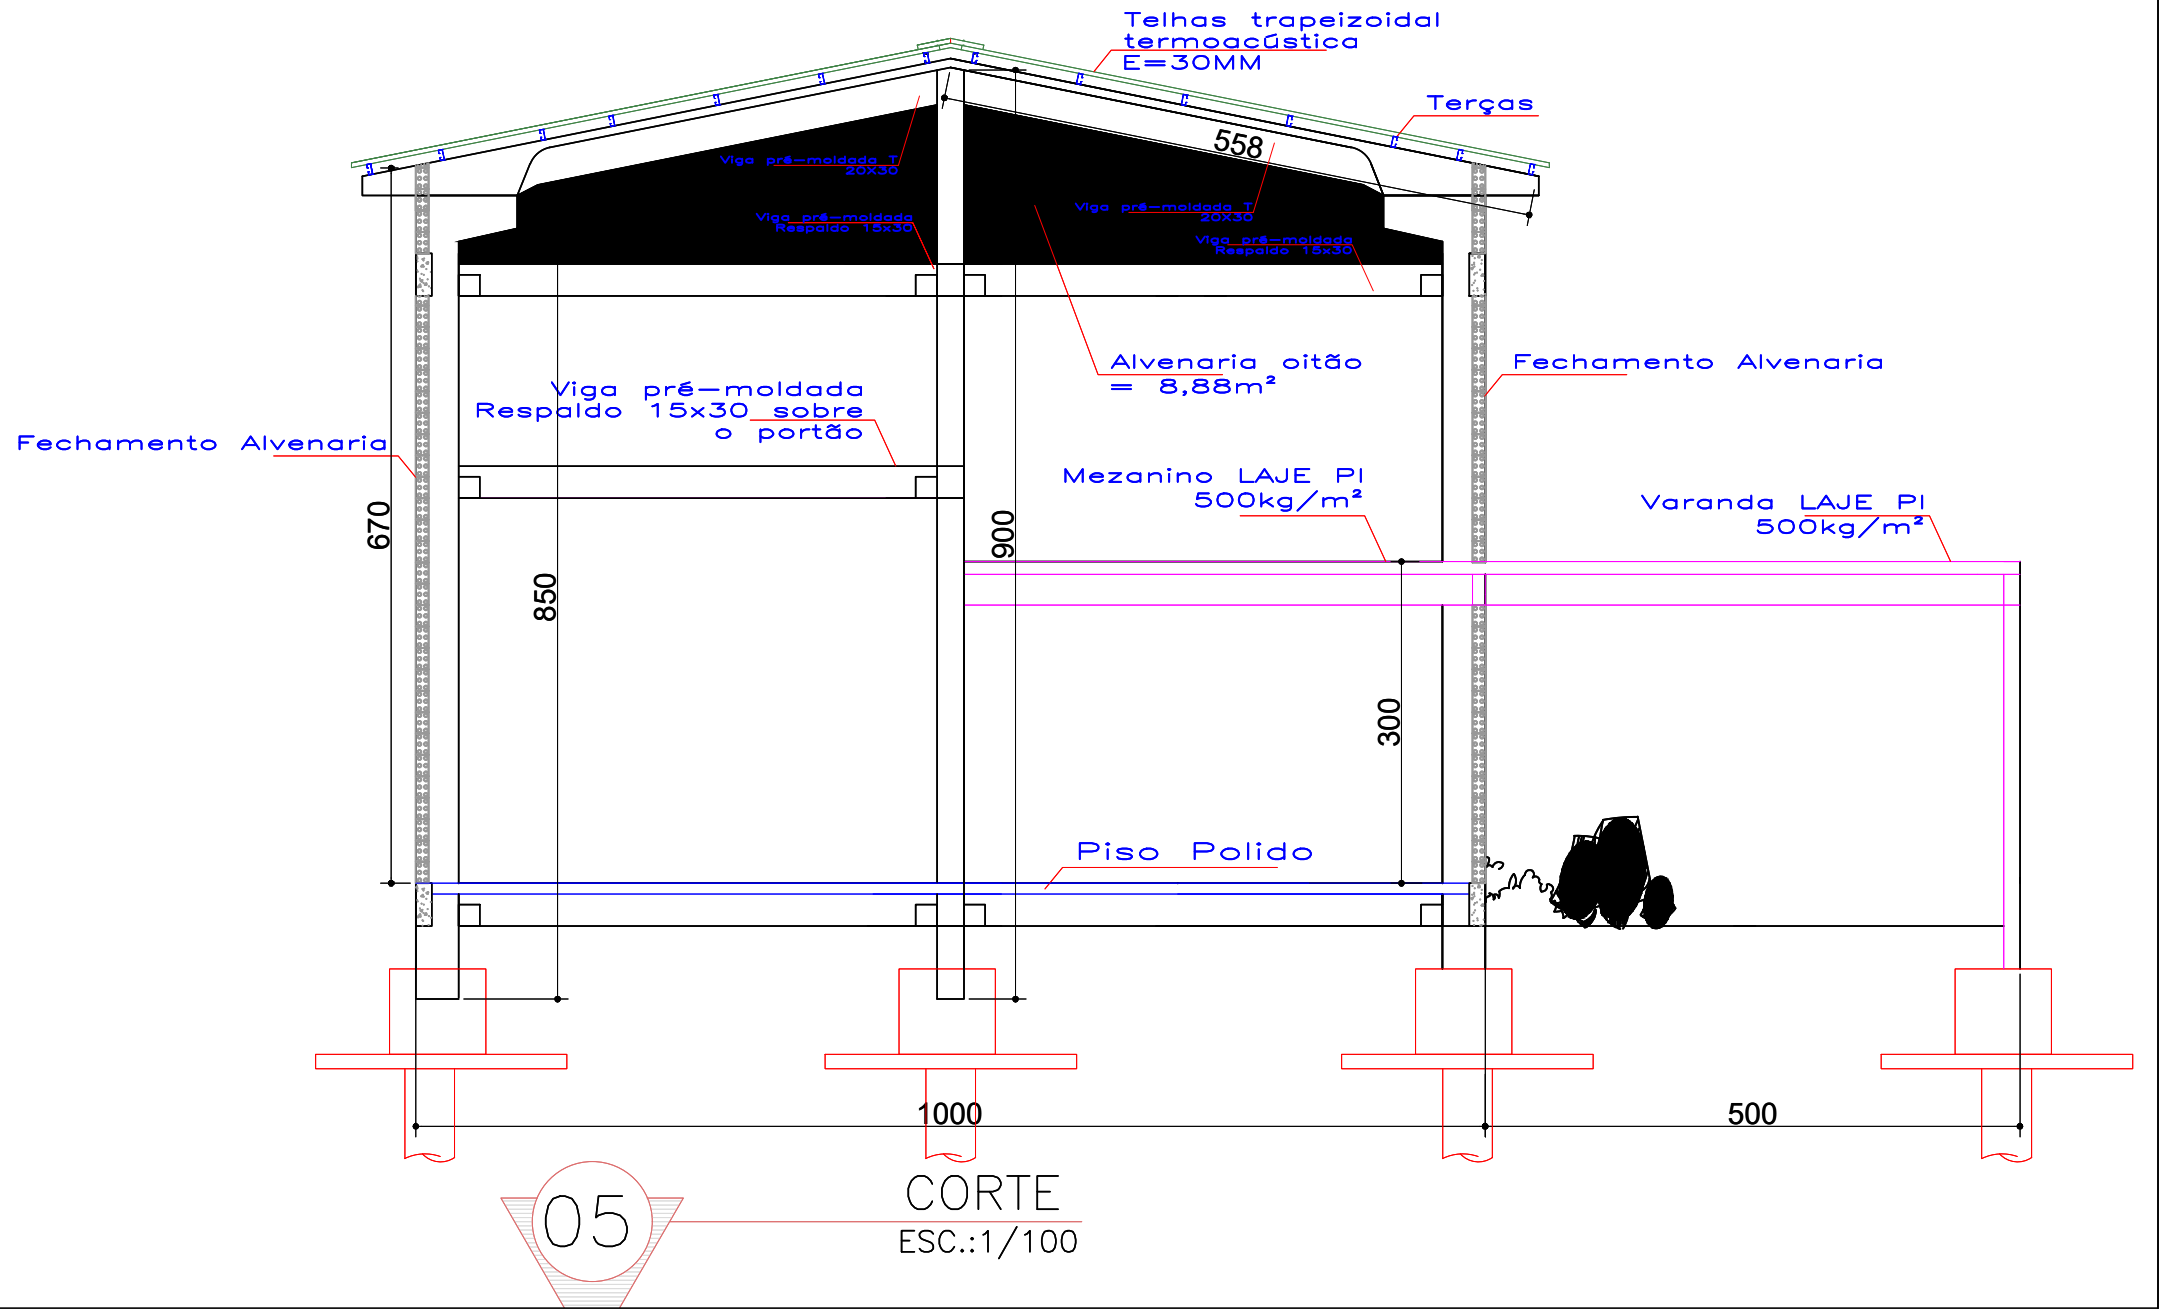 Telhas trapeizoidal
termoacústica
E=30MM
Terças
558
Viga pré-moldada T
20x30
Viga pré-moldada T
20x30
Viga pré-moldada
Respaldo 15x30
Viga pré-moldada
Respaldo 15x30
Alvenaria oitão
= 8,88m²
Fechamento Alvenaria
Viga pré-moldada
Respaldo 15x30 sobre
o portão
Fechamento Alvenaria
Mezanino LAJE PI
500kg/m²
Varanda LAJE PI
500kg/m²
670
900
850
300
Piso Polido
1000
500
05
CORTE
ESC.:1/100